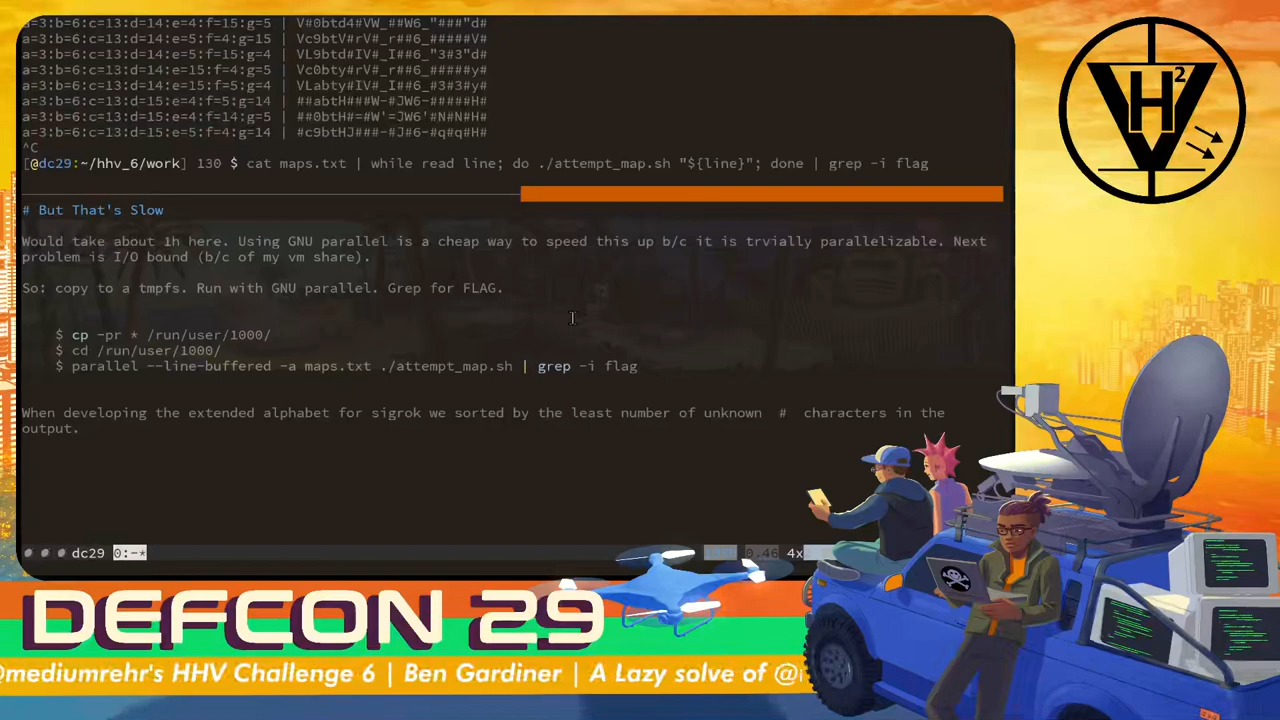 a=3:b=6:c=13:d=14:e=4:f=15:g=5 | V#0btd4#VW_##W6_"###"d#
a=3:b=6:c=13:d=14:e=5:f=4:g=15 | Vc9btV#rV#_r##6_#####V#
a=3:b=6:c=13:d=14:e=5:f=15:g=4 | VL9btd#IV#_I##6_"3#3"d#
a=3:b=6:c=13:d=14:e=15:f=4:g=5 | Vc0bty#rV#_r##6_#####y#
a=3:b=6:c=13:d=14:e=15:f=5:g=4 | VLabty#IV#_I##6_#3#3#y#
a=3:b=6:c=13:d=15:e=4:f=5:g=14 | ##abtH###W-#JW6-#####H#
a=3:b=6:c=13:d=15:e=4:f=14:g=5 | ##0btH#=#W'=JW6'#N#N#H#
a=3:b=6:c=13:d=15:e=5:f=4:g=14 | #c9btHJ###-#J#6-#q#q#H#
^C
[@dc29:~/hhv_6/work] 130 $ cat maps.txt | while read line; do ./attempt_map.sh "${line}"; done | grep -i flag
# But That's Slow
Would take about 1h here. Using GNU parallel is a cheap way to speed this up b/c it is trvially parallelizable. Next
problem is I/O bound (b/c of my vm share).
So: copy to a tmpfs. Run with GNU parallel. Grep for FLAG.
$ cp -pr * /run/user/1000/
$ cd /run/user/1000/
$ parallel --line-buffered -a maps.txt ./attempt_map.sh | grep -i flag
When developing the extended alphabet for sigrok we sorted by the least number of unknown # characters in the
output.
dc29 0:-* 0.46 4x
H2
V
DEFCON 29
@mediumrehr's HHV Challenge 6 | Ben Gardiner | A Lazy solve of @